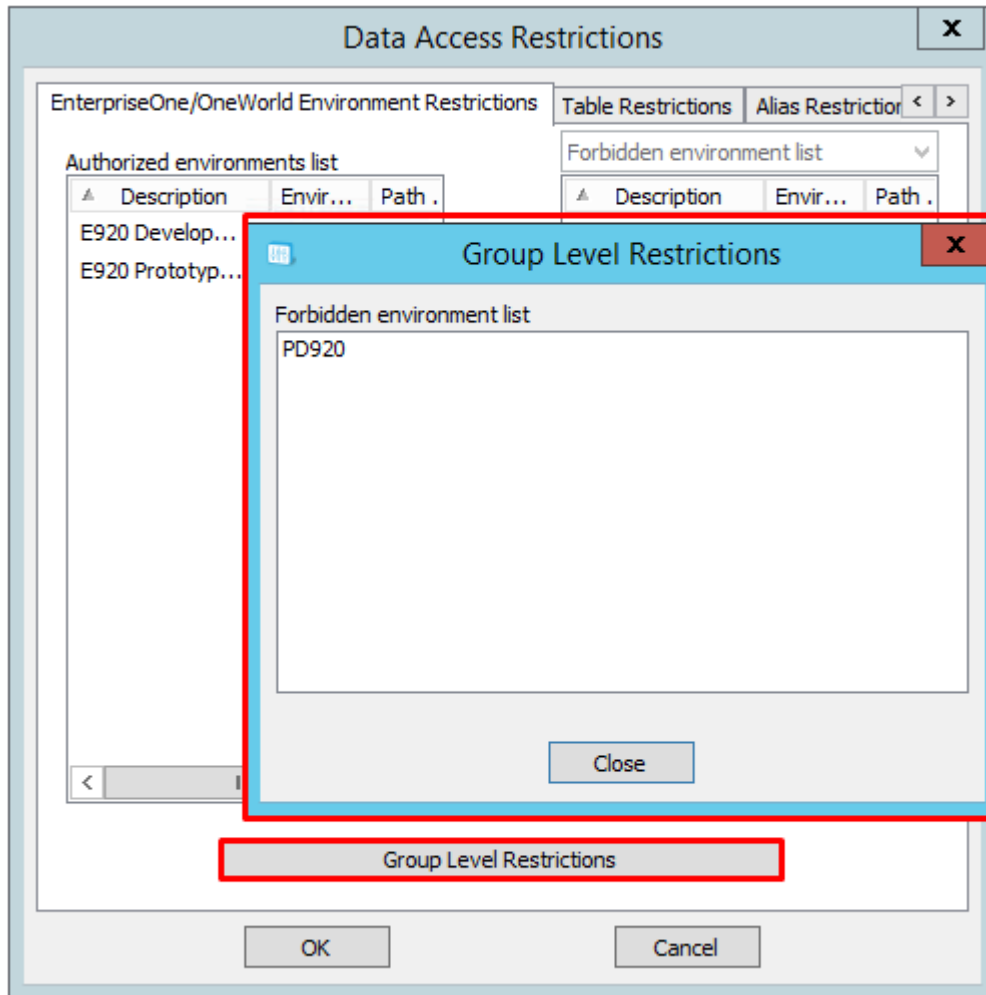 Data Access Restrictions
EnterpriseOne/OneWorld Environment Restrictions Table Restrictions Alias Restriction
Authorized environments list Forbidden environment list
Description Envir... Path . Description Envir... Path .
E920 Develop...
E920 Prototyp...
Group Level Restrictions
Forbidden environment list
PD920
Close
Group Level Restrictions
OK Cancel